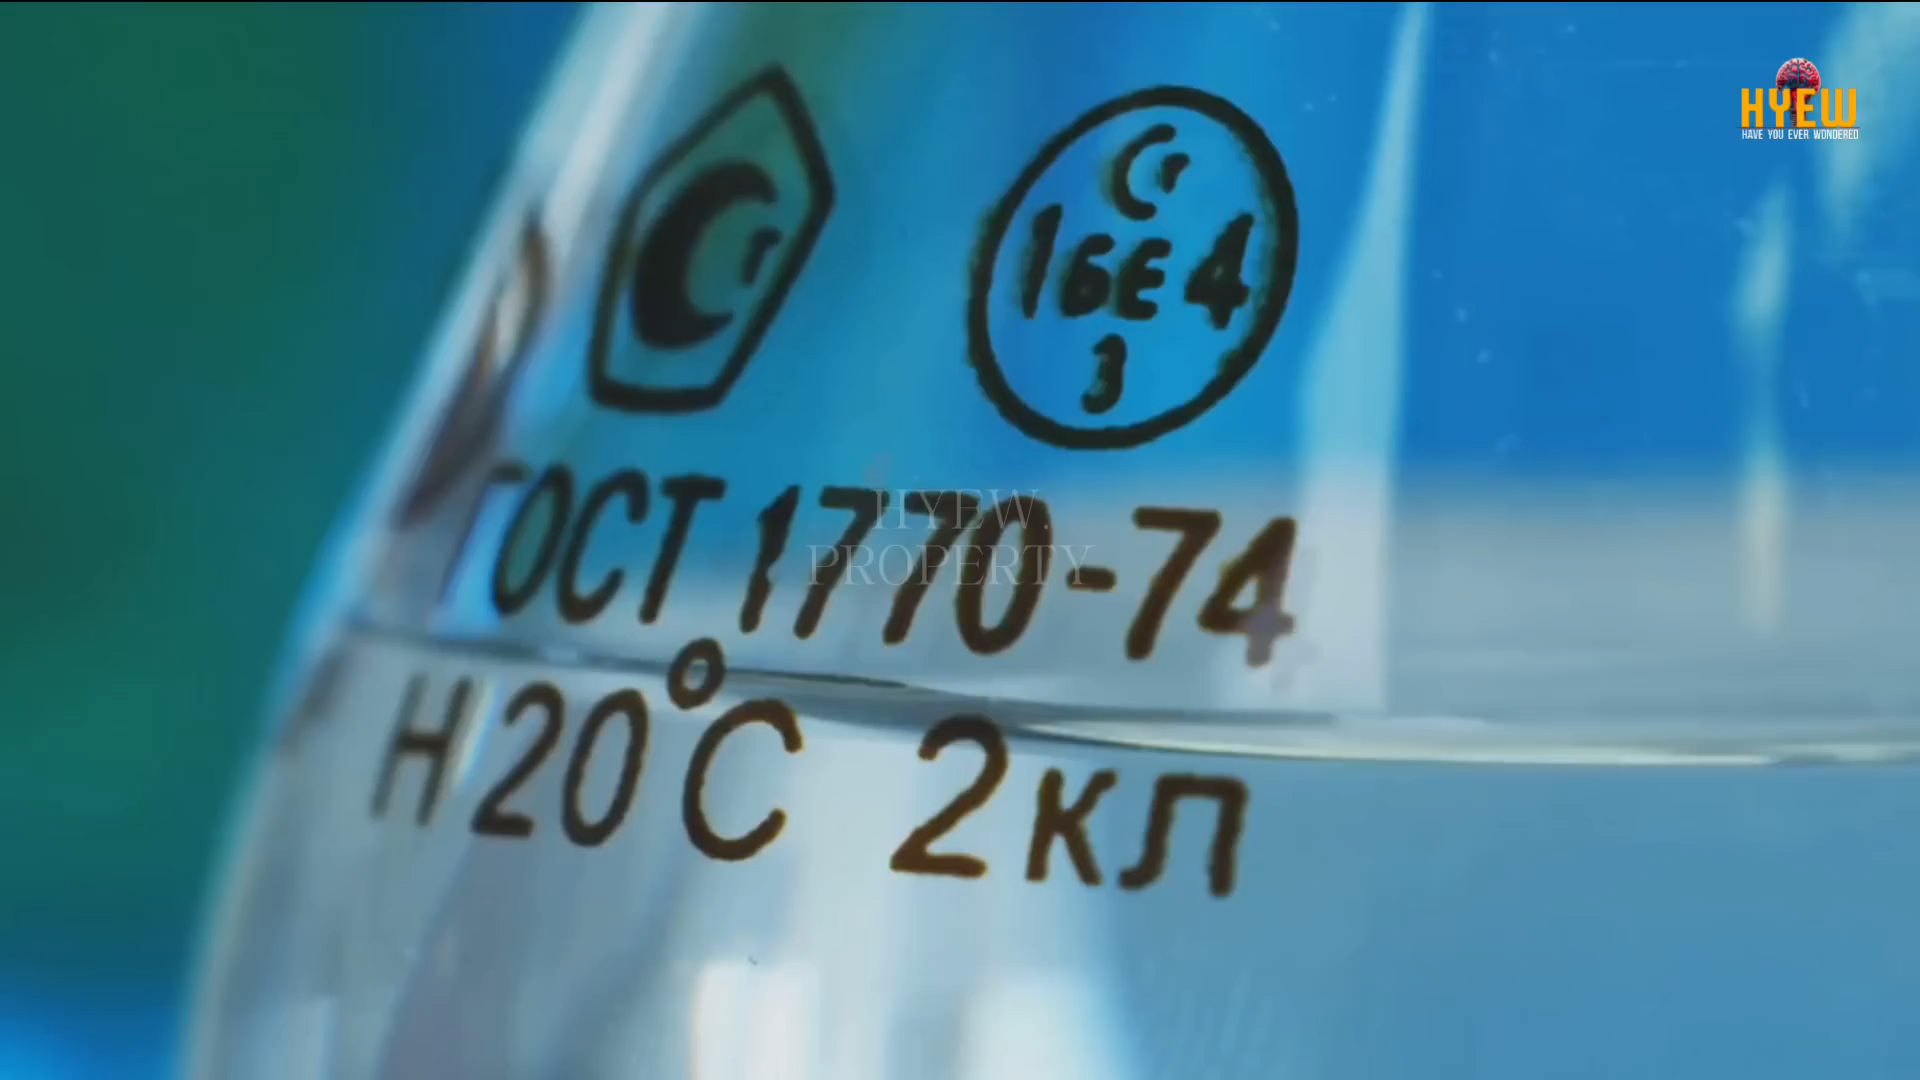 HYEW
HAVE YOU EVER WONDERED
С
16Е4
3
ГОСТ 1770-74
HYEW.
PROPERTY
Н20°С 2кл